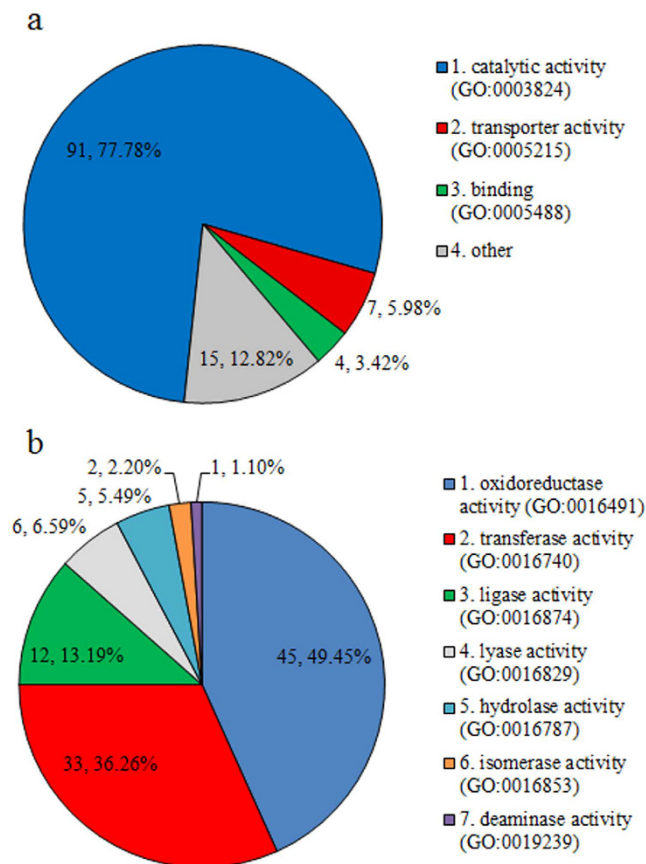 a
1. catalytic activity
(GO:0003824)
2. transporter activity
(GO:0005215)
3. binding
(GO:0005488)
4. other
91, 77.78%
7, 5.98%
4, 3.42%
15, 12.82%
b
1. oxidoreductase
activity (GO:0016491)
2. transferase activity
(GO:0016740)
3. ligase activity
(GO:0016874)
4. lyase activity
(GO:0016829)
5. hydrolase activity
(GO:0016787)
6. isomerase activity
(GO:0016853)
7. deaminase activity
(GO:0019239)
2, 2.20%
1, 1.10%
5, 5.49%
6, 6.59%
12, 13.19%
45, 49.45%
33, 36.26%